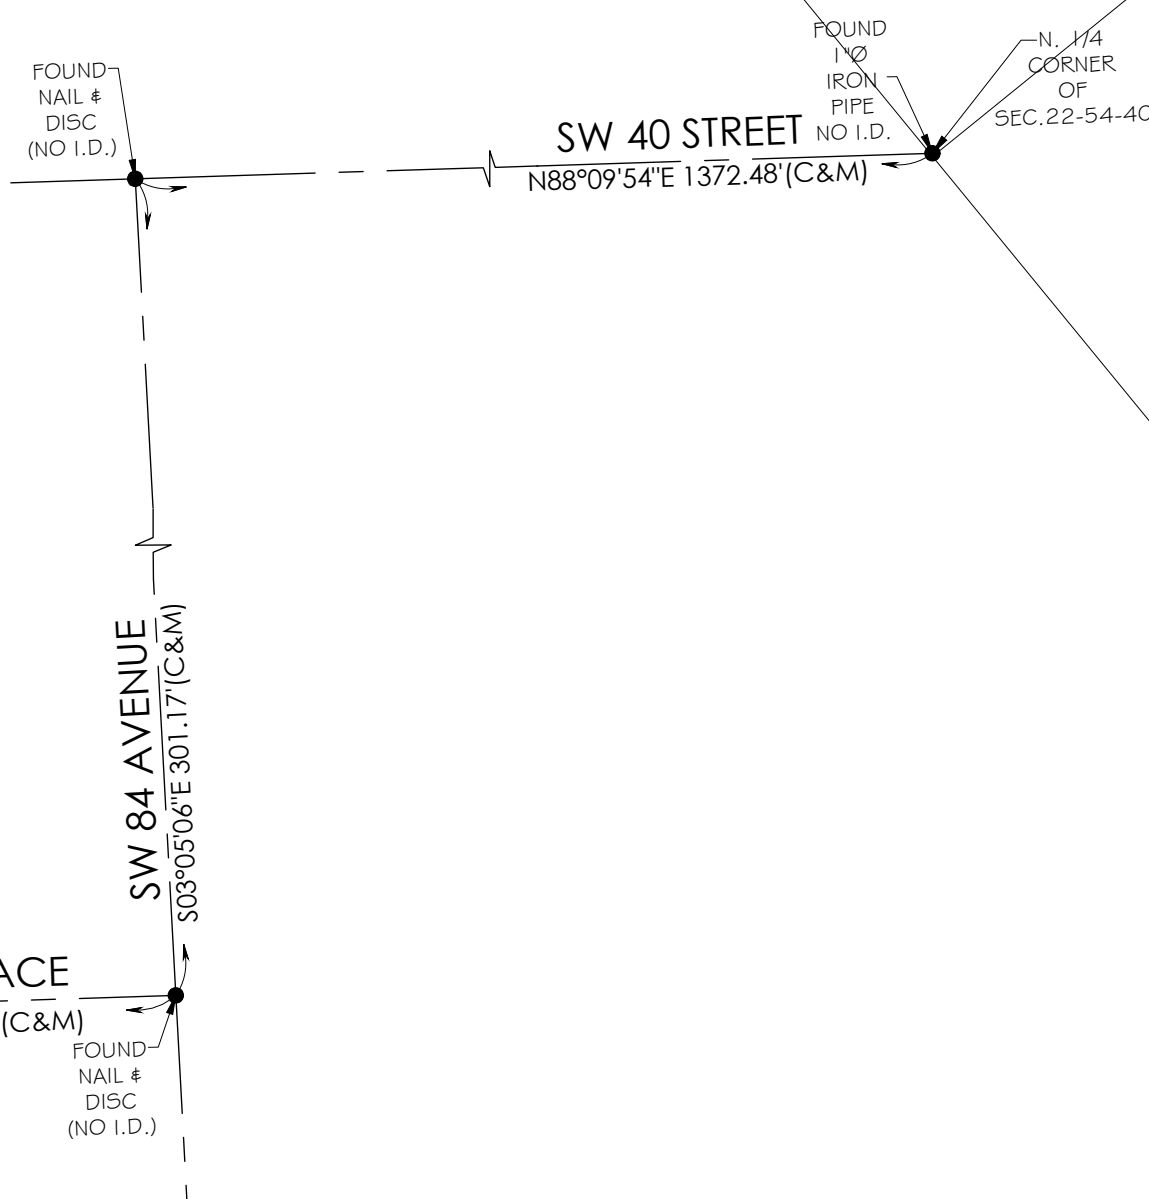 FOUND
NAIL &
DISC
(NO I.D.)
FOUND
1"Ø
IRON
PIPE
NO I.D.
N. 1/4
CORNER
OF
SEC.22-54-40
SW 40 STREET
N88°09'54"E 1372.48'(C&M)
SW 84 AVENUE
S03°05'06"E 301.17'(C&M)
ACE
(C&M)
FOUND
NAIL &
DISC
(NO I.D.)